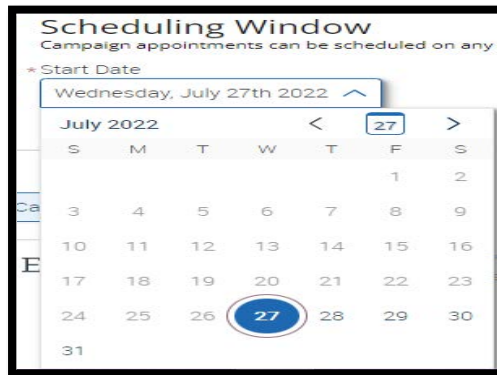 Scheduling Window
Campaign appointments can be scheduled on any
* Start Date
Wednesday, July 27th 2022
July 2022 < 27 >
S M T W T F S
1 2
3 4 5 6 7 8 9
10 11 12 13 14 15 16
17 18 19 20 21 22 23
24 25 26 27 28 29 30
31
Ca
E